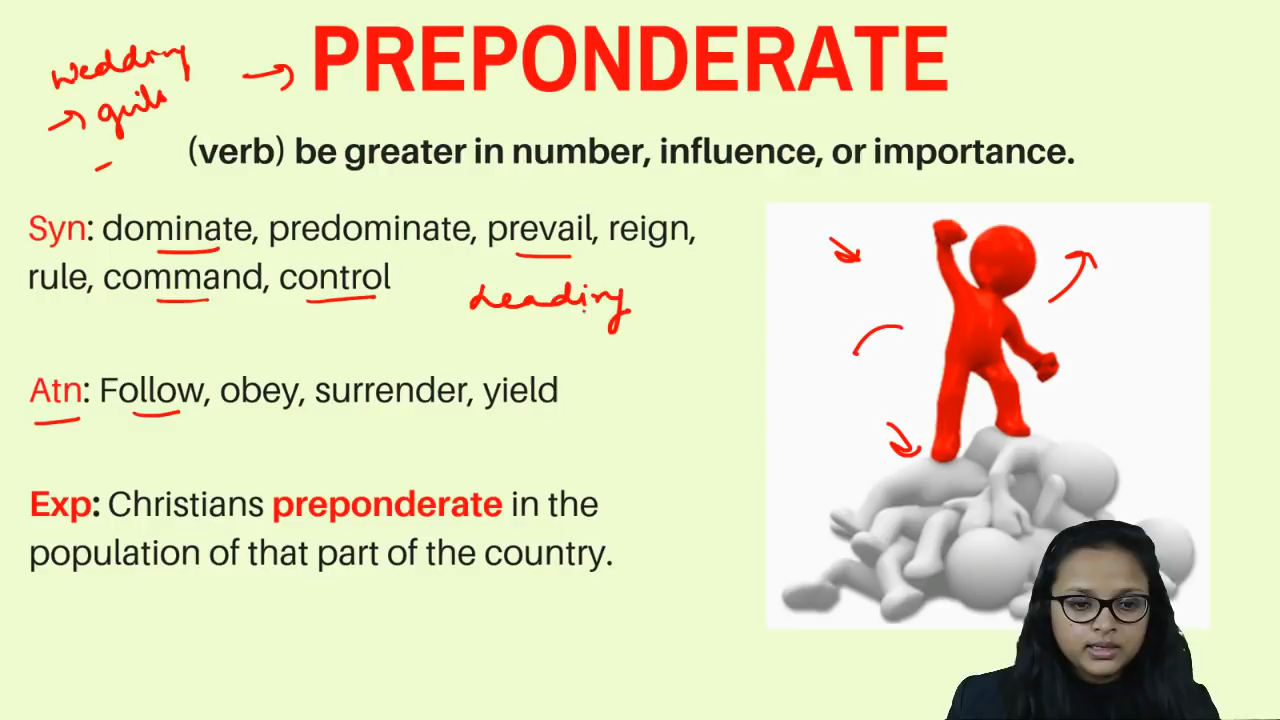 wedding
PREPONDERATE
(verb) be greater in number, influence, or importance.
Syn: dominate, predominate, prevail, reign,
rule, command, control
Leading
Atn: Follow, obey, surrender, yield
Exp: Christians preponderate in the
population of that part of the country.